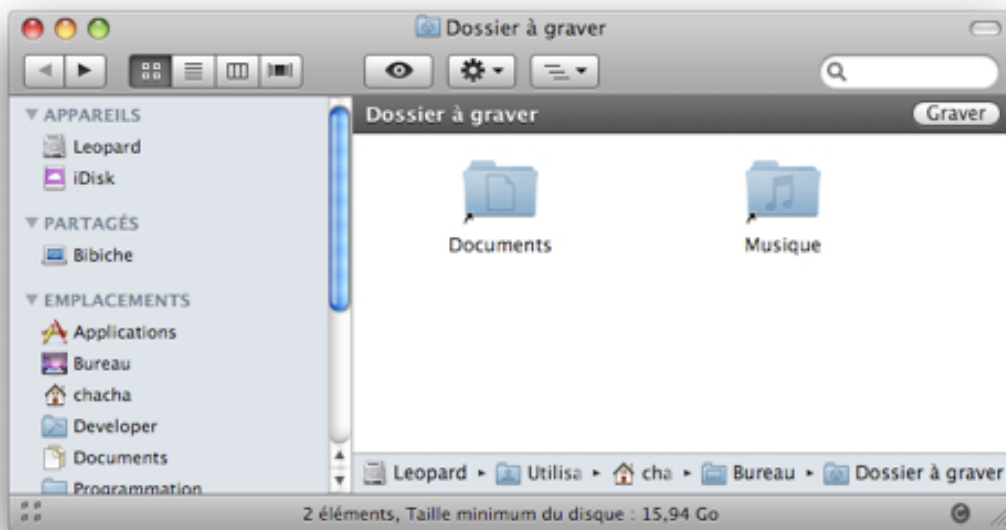 Dossier à graver
APPAREILS
Leopard
iDisk
PARTAGÉS
Bibiche
EMPLACEMENTS
Applications
Bureau
chacha
Developer
Documents
Programmation
Dossier à graver Graver
Documents Musique
Leopard Utilisa cha Bureau Dossier à graver
2 éléments, Taille minimum du disque : 15,94 Go